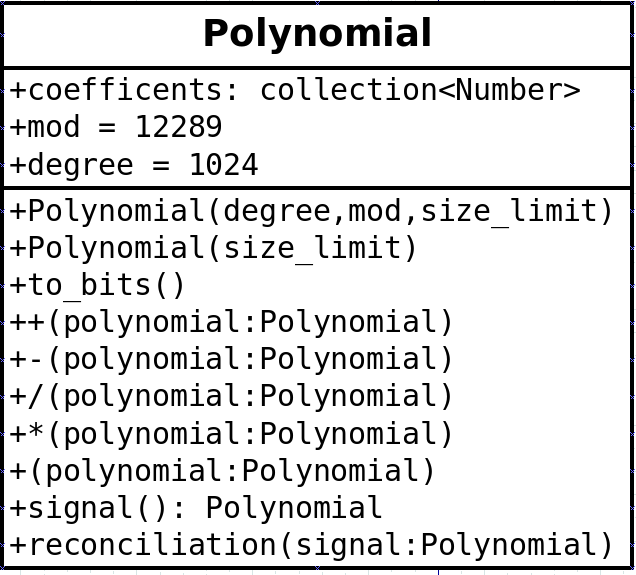 Polynomial
+coefficents: collection<Number>
+mod = 12289
+degree = 1024
+Polynomial(degree,mod,size_limit)
+Polynomial(size_limit)
+to_bits()
++(polynomial:Polynomial)
+-(polynomial:Polynomial)
+/(polynomial:Polynomial)
+*(polynomial:Polynomial)
+(polynomial:Polynomial)
+signal(): Polynomial
+reconciliation(signal:Polynomial)